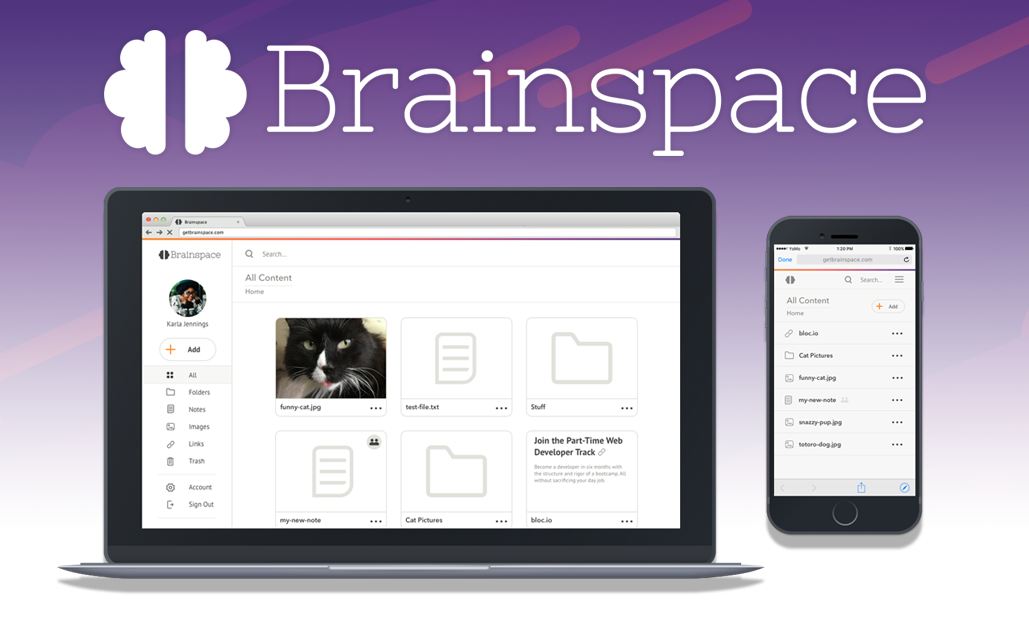 Brainspace
Brainspace
getbrainspace.com
Brainspace
Search...
All Content
Home
Karla Jennings
Add
All
Folders
Notes
Images
Links
Trash
Account
Sign Out
funny-cat.jpg
test-file.txt
Stuff
my-new-note
Cat Pictures
Join the Part-Time Web
Developer Track
Become a developer in six months with
the structure and rigor of a bootcamp. All
without sacrificing your day job.
bloc.io
YoMo
1:20 PM
100%
Done
getbrainspace.com
Search...
All Content
Home
Add
bloc.io
Cat Pictures
funny-cat.jpg
my-new-note
snazzy-pup.jpg
totoro-dog.jpg